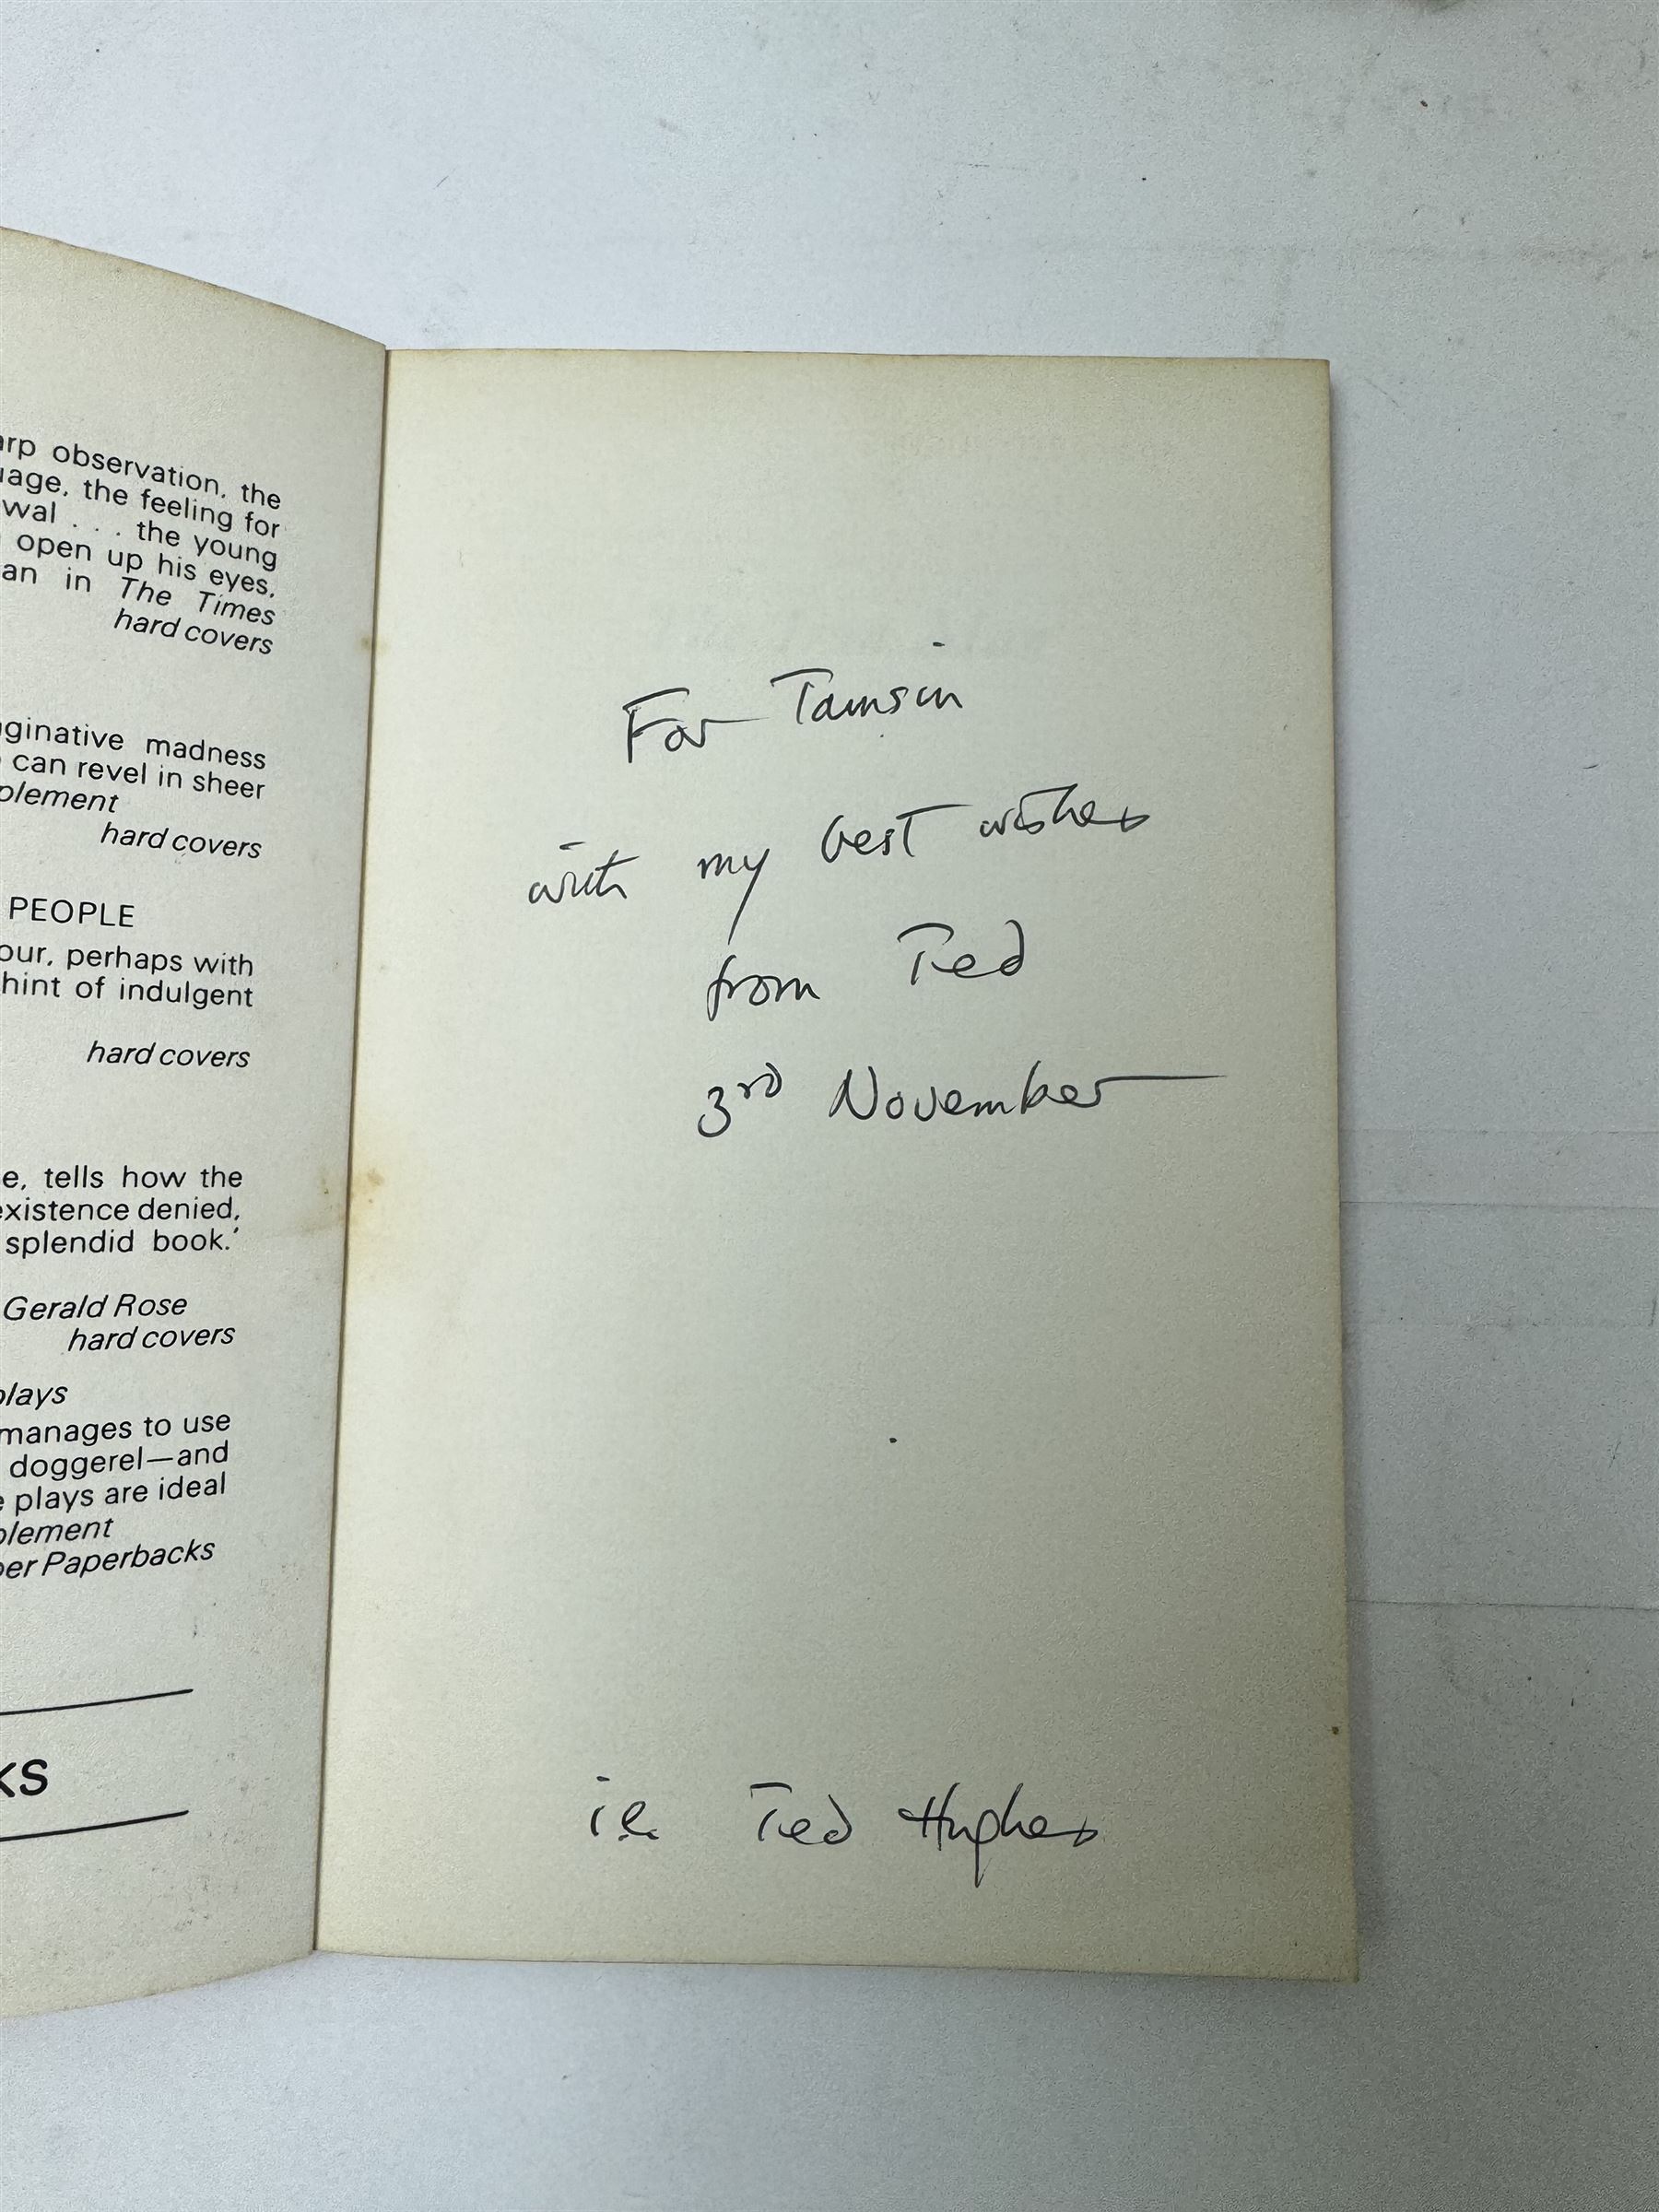 arp observation, the
uage, the feeling for
wal . . . the young
open up his eyes,
an in The Times
hard covers
ginative madness
can revel in sheer
plement
hard covers
PEOPLE
our, perhaps with
hint of indulgent
hard covers
e, tells how the
existence denied,
splendid book.'
Gerald Rose
hard covers
plays
manages to use
doggerel—and
e plays are ideal
plement
ber Paperbacks
ks
For Tamsin
with my best wishes
from Ted
3rd November
i.e. Ted Hughes